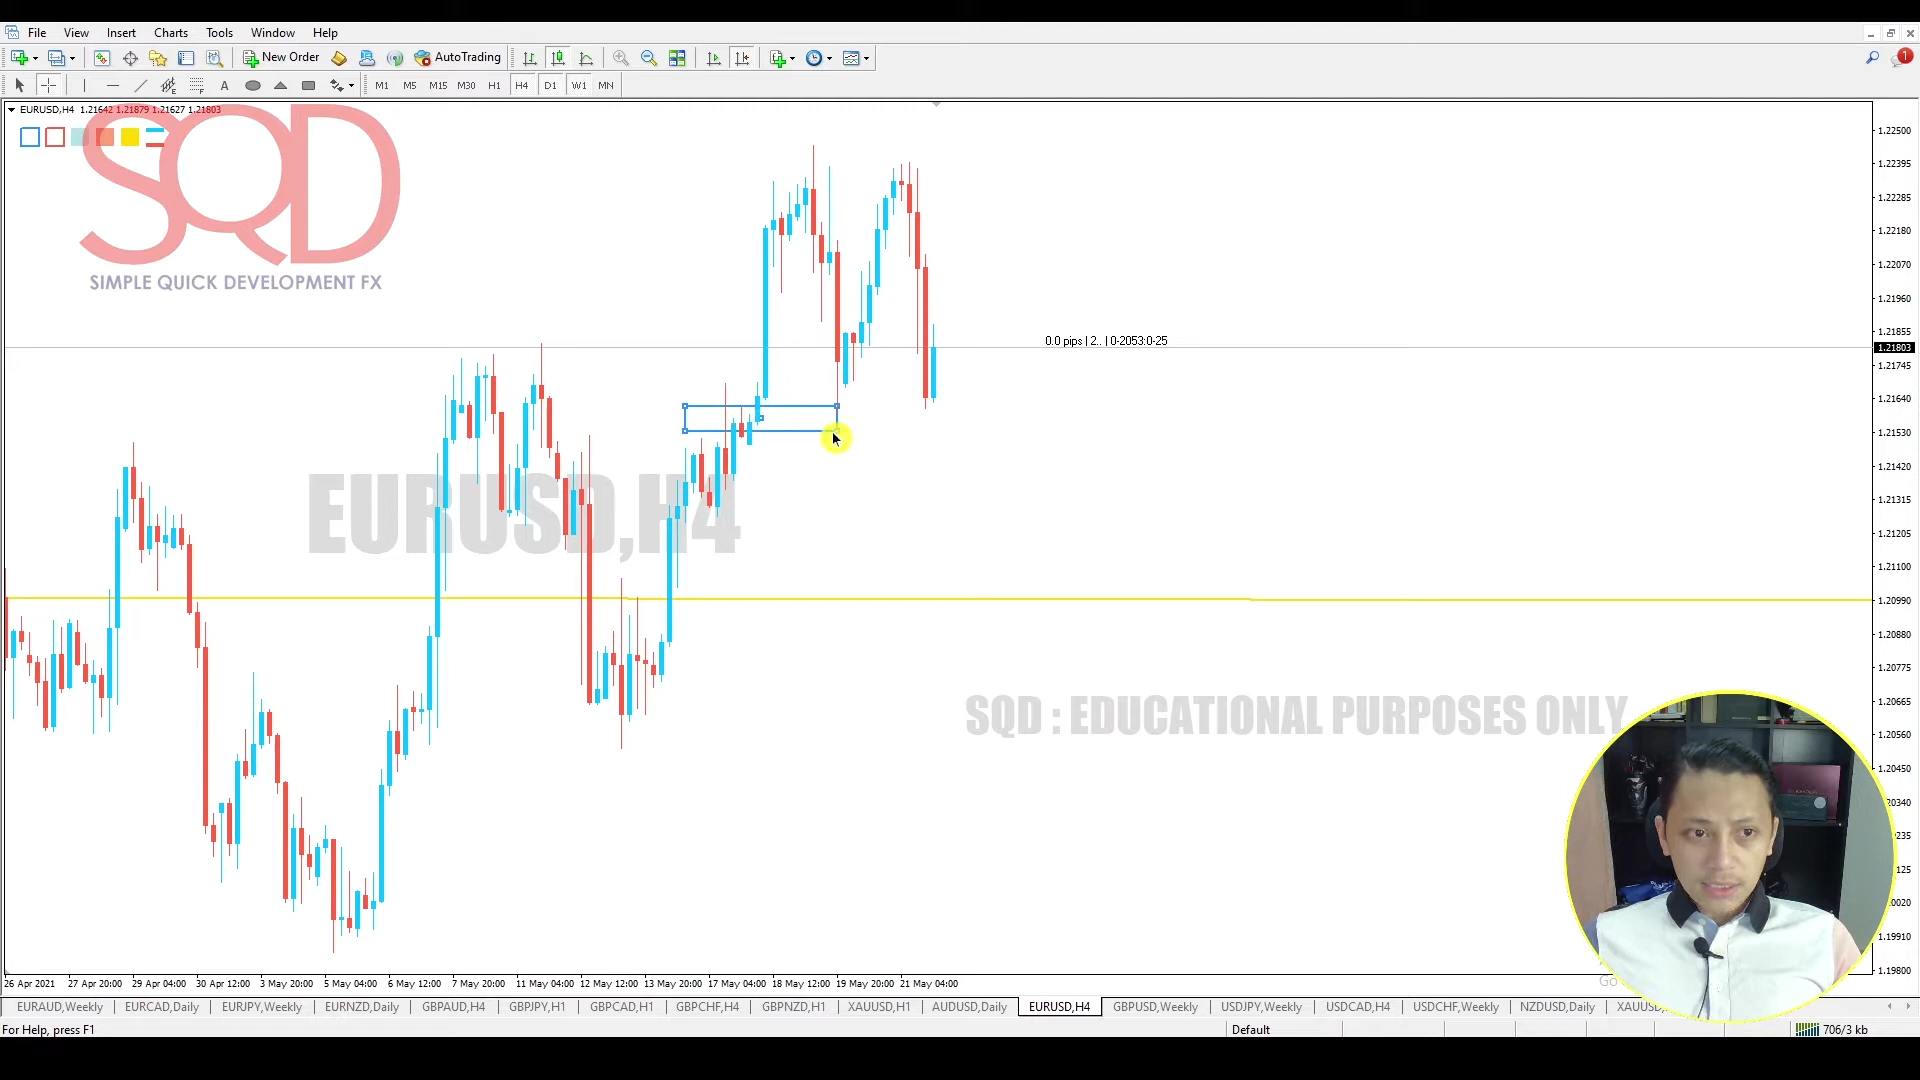 File View Insert Charts Tools Window Help
New Order AutoTrading 1
A M1 M5 M15 M30 H1 H4 D1 W1 MN
EURUSD,H4 1.21642 1.21879 1.21627 1.21803
SQD
SIMPLE QUICK DEVELOPMENT FX
EURUSD,H4
0.0 pips | 2.. | 0-2053:0-25
SQD : EDUCATIONAL PURPOSES ONLY
1.22500
1.22395
1.22285
1.22180
1.22070
1.21960
1.21855
1.21803
1.21745
1.21640
1.21530
1.21420
1.21315
1.21205
1.21100
1.20990
1.20880
1.20775
1.20665
1.20560
1.20450
1.19910
1.19800
26 Apr 2021 27 Apr 20:00 29 Apr 04:00 30 Apr 12:00 3 May 20:00 5 May 04:00 6 May 12:00 7 May 20:00 11 May 04:00 12 May 12:00 13 May 20:00 17 May 04:00 18 May 12:00 19 May 20:00 21 May 04:00
EURAUD,Weekly EURCAD,Daily EURJPY,Weekly EURNZD,Daily GBPAUD,H4 GBPJPY,H1 GBPCAD,H1 GBPCHF,H4 GBPNZD,H1 XAUUSD,H1 AUDUSD,Daily EURUSD,H4 GBPUSD,Weekly USDJPY,Weekly USDCAD,H4 USDCHF,Weekly NZDUSD,Daily
For Help, press F1 Default 706/3 kb